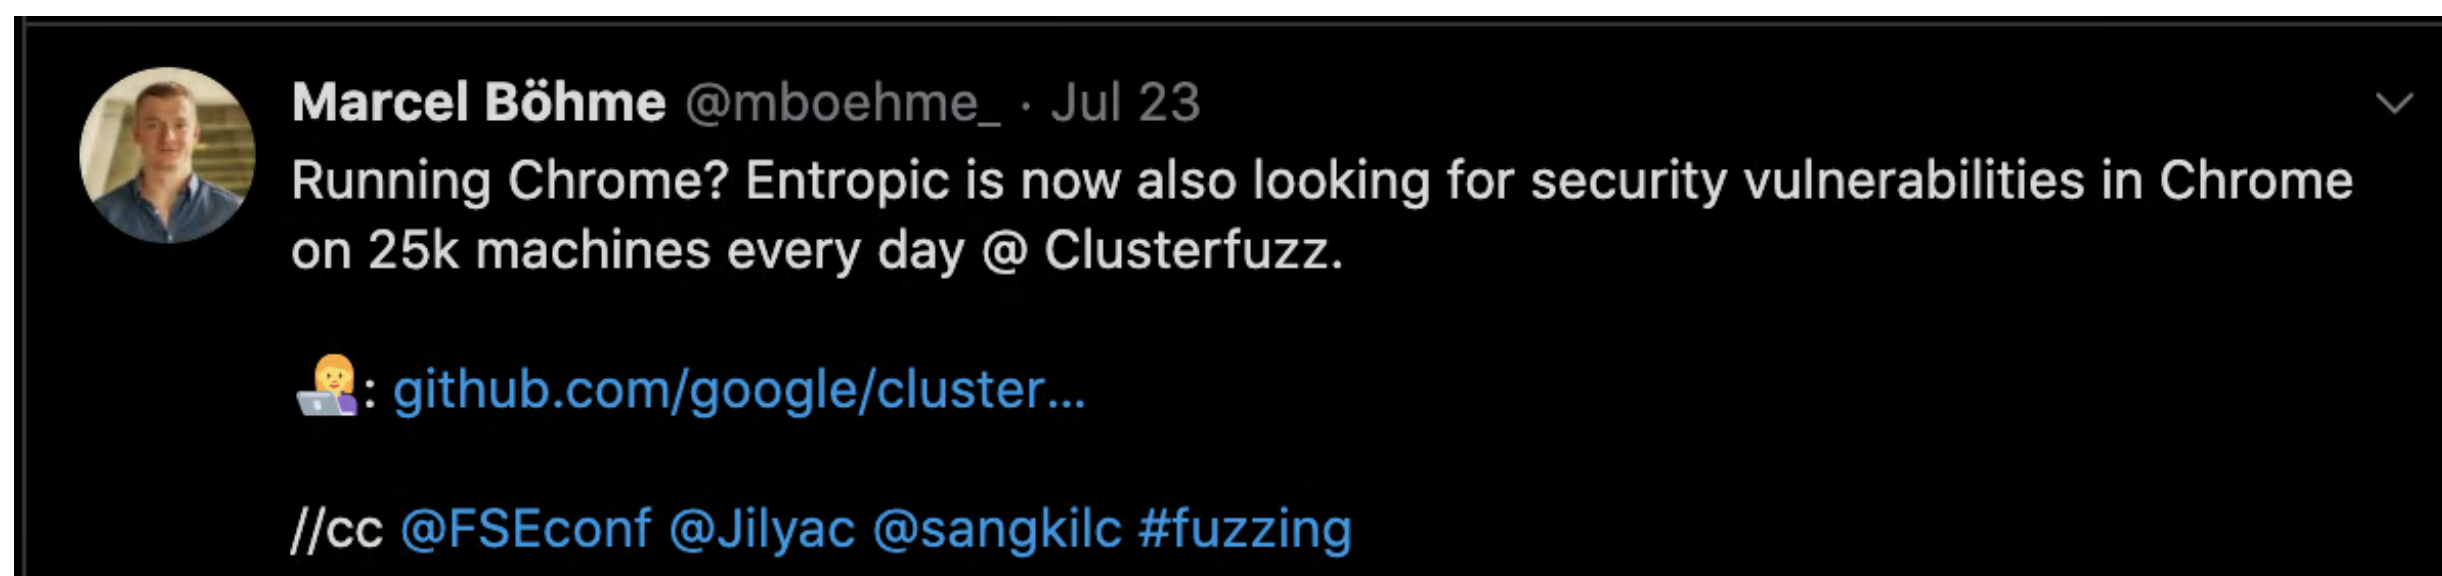 Marcel Böhme @mboehme_ · Jul 23
Running Chrome? Entropic is now also looking for security vulnerabilities in Chrome
on 25k machines every day @ Clusterfuzz.
👩‍💻: github.com/google/cluster...
//cc @FSEconf @Jilyac @sangkilc #fuzzing